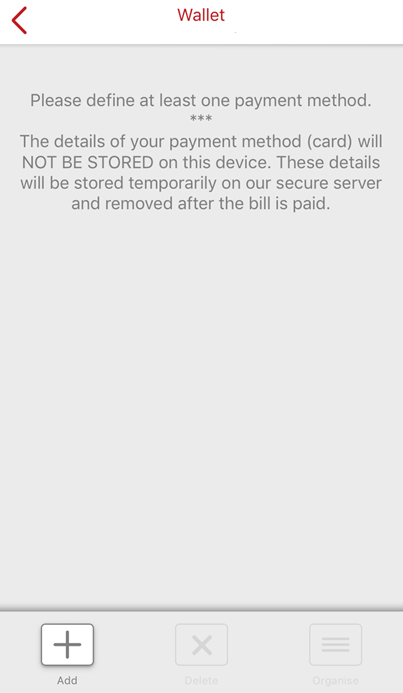 Wallet
Please define at least one payment method.
***
The details of your payment method (card) will
NOT BE STORED on this device. These details
will be stored temporarily on our secure server
and removed after the bill is paid.
Add
Delete
Organise